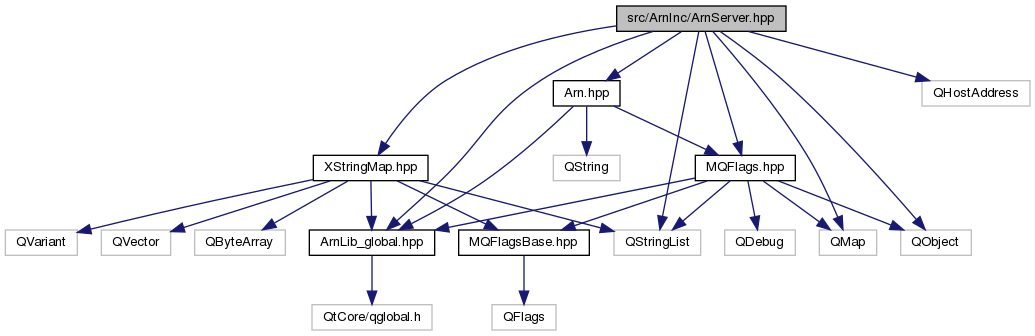 src/ArnInc/ArnServer.hpp
Arn.hpp
QHostAddress
XStringMap.hpp
QString
MQFlags.hpp
QVariant
QVector
QByteArray
ArnLib_global.hpp
MQFlagsBase.hpp
QStringList
QDebug
QMap
QObject
QtCore/qglobal.h
QFlags